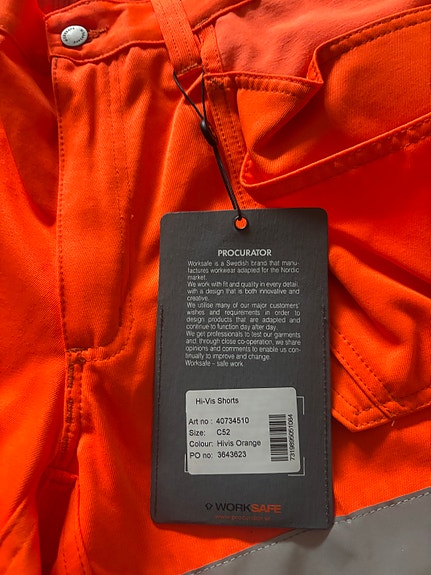 PROCURATOR
Worksafe is a Swedish brand that manu-
factures workwear adapted for the Nordic
market.
We work with fit and quality in every detail,
with a design that is both innovative and
creative.
We utilise many of our major customers'
wishes and requirements in order to
design products that are adapted and
continue to function day after day.
We get professionals to test our garments
and, through close co-operation, we share
opinions and comments to enable us con-
tinually to improve and change.
Worksafe - safe work
Hi-Vis Shorts
Art no : 40734510
Size: C52
Colour: Hivis Orange
PO no: 3643623
7319866051084
WORKSAFE